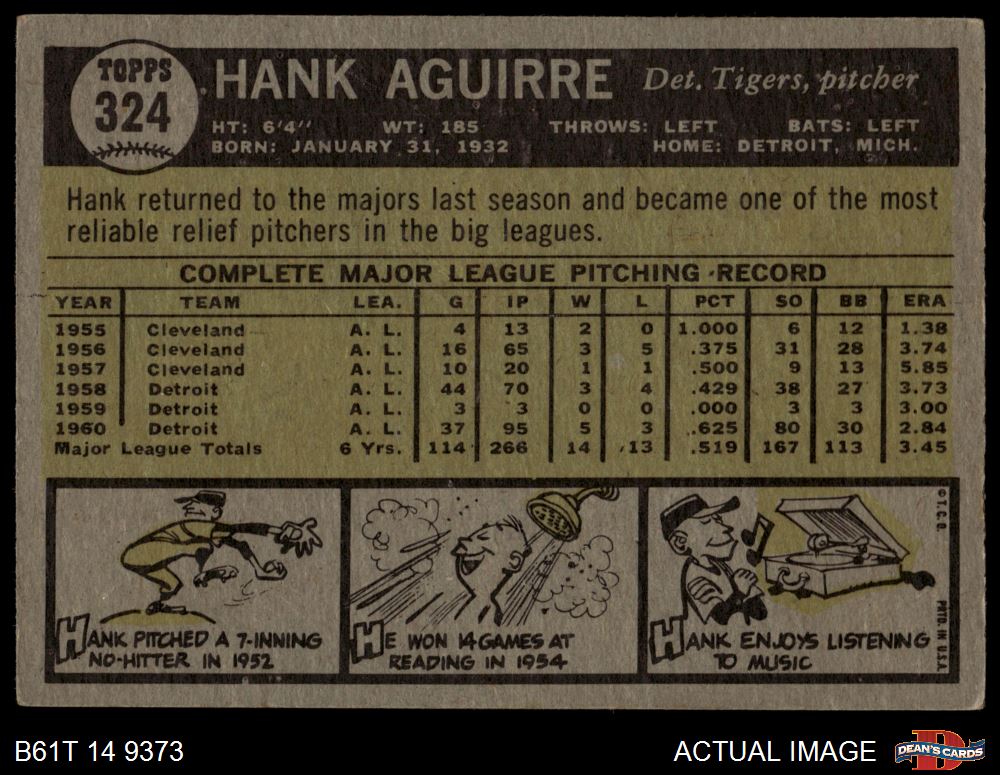 TOPPS
324
HANK AGUIRRE Det. Tigers, pitcher
HT: 6'4" WT: 185 THROWS: LEFT BATS: LEFT
BORN: JANUARY 31, 1932 HOME: DETROIT, MICH.
Hank returned to the majors last season and became one of the most
reliable relief pitchers in the big leagues.
COMPLETE MAJOR LEAGUE PITCHING RECORD
YEAR TEAM LEA. G IP W L PCT SO BB ERA
1955 Cleveland A. L. 4 13 2 0 1.000 6 12 1.38
1956 Cleveland A. L. 16 65 3 5 .375 31 28 3.74
1957 Cleveland A. L. 10 20 1 1 .500 9 13 5.85
1958 Detroit A. L. 44 70 3 4 .429 38 27 3.73
1959 Detroit A. L. 3 3 0 0 .000 3 3 3.00
1960 Detroit A. L. 37 95 5 3 .625 80 30 2.84
Major League Totals 6 Yrs. 114 266 14 13 .519 167 113 3.45
HANK PITCHED A 7-INNING
NO-HITTER IN 1952
HE WON 14 GAMES AT
READING IN 1954
HANK ENJOYS LISTENING
TO MUSIC
© T. C. G. PRTD. IN U.S.A.
B61T 14 9373 ACTUAL IMAGE
D
DEAN'S CARDS